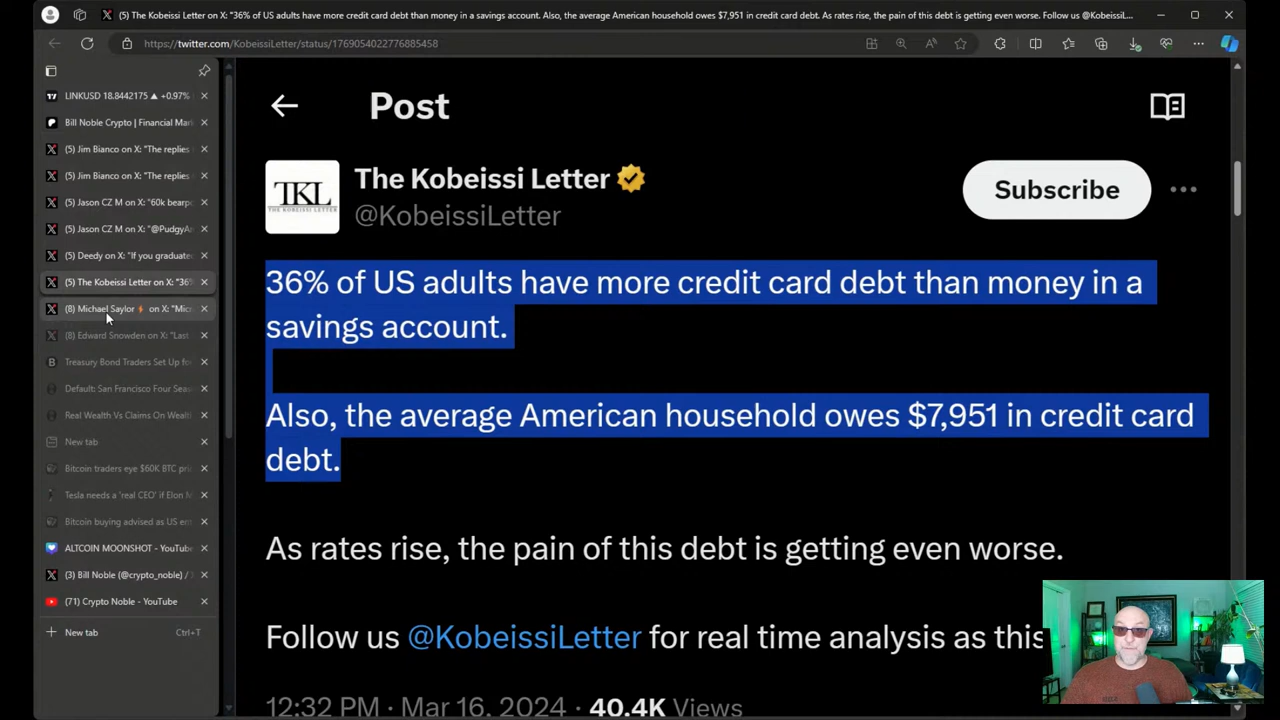 (5) The Kobeissi Letter on X: "36% of US adults have more credit card debt than money in a savings account. Also, the average American household owes $7,951 in credit card debt. As rates rise, the pain of this debt is getting even worse. Follow us @KobeissiL...
https://twitter.com/KobeissiLetter/status/1769054022776885458
LINKUSD 18.8442175 ▲ +0.97%
Bill Noble Crypto | Financial Mar
(5) Jim Bianco on X: "The replies
(5) Jim Bianco on X: "The replies
(5) Jason CZ M on X: "60k bearpo
(5) Jason CZ M on X: "@PudgyA
(5) Deedy on X: "If you graduate
(5) The Kobeissi Letter on X: "36%
(8) Michael Saylor⚡ on X: "Micr
(8) Edward Snowden on X: "Last
Treasury Bond Traders Set Up fo
Default: San Francisco Four Seas
Real Wealth Vs Claims On Wealt
New tab
Bitcoin traders eye $60K BTC pri
Tesla needs a 'real CEO' if Elon M
Bitcoin buying advised as US en
ALTCOIN MOONSHOT - YouTube
(3) Bill Noble (@crypto_noble) /
(71) Crypto Noble - YouTube
New tab Ctrl+T
Post
TKL
THE KOBEISSI LETTER
The Kobeissi Letter
@KobeissiLetter
Subscribe
36% of US adults have more credit card debt than money in a
savings account.
Also, the average American household owes $7,951 in credit card
debt.
As rates rise, the pain of this debt is getting even worse.
Follow us @KobeissiLetter for real time analysis as this
12:32 PM · Mar 16, 2024 · 40.4K Views